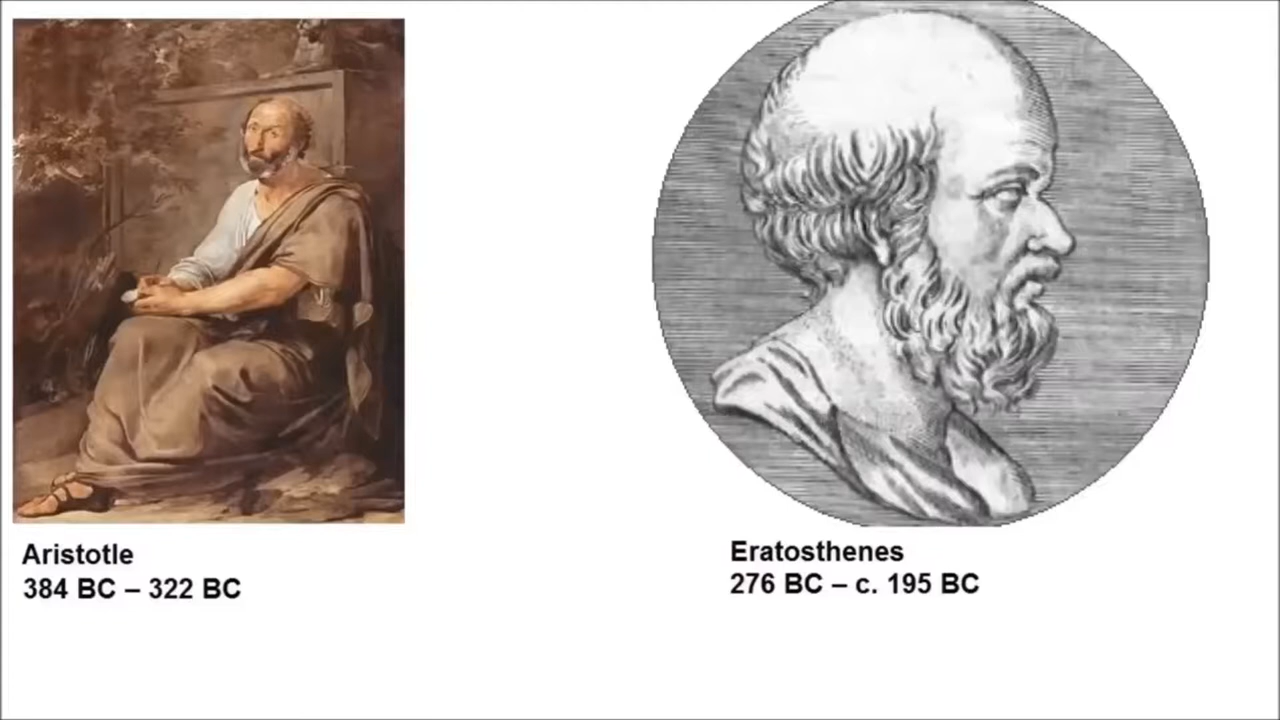 Aristotle
384 BC – 322 BC
Eratosthenes
276 BC – c. 195 BC